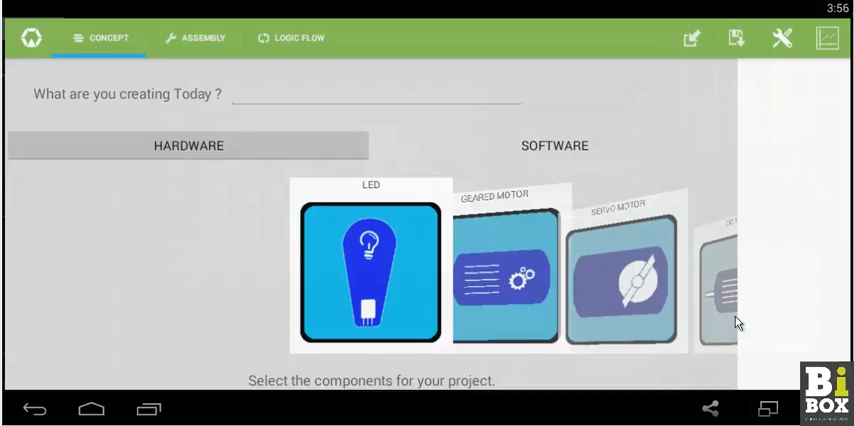 3:56
CONCEPT
ASSEMBLY
LOGIC FLOW
What are you creating Today ?
HARDWARE
SOFTWARE
LED
GEARED MOTOR
SERVO MOTOR
Select the components for your project.
Bi
BOX